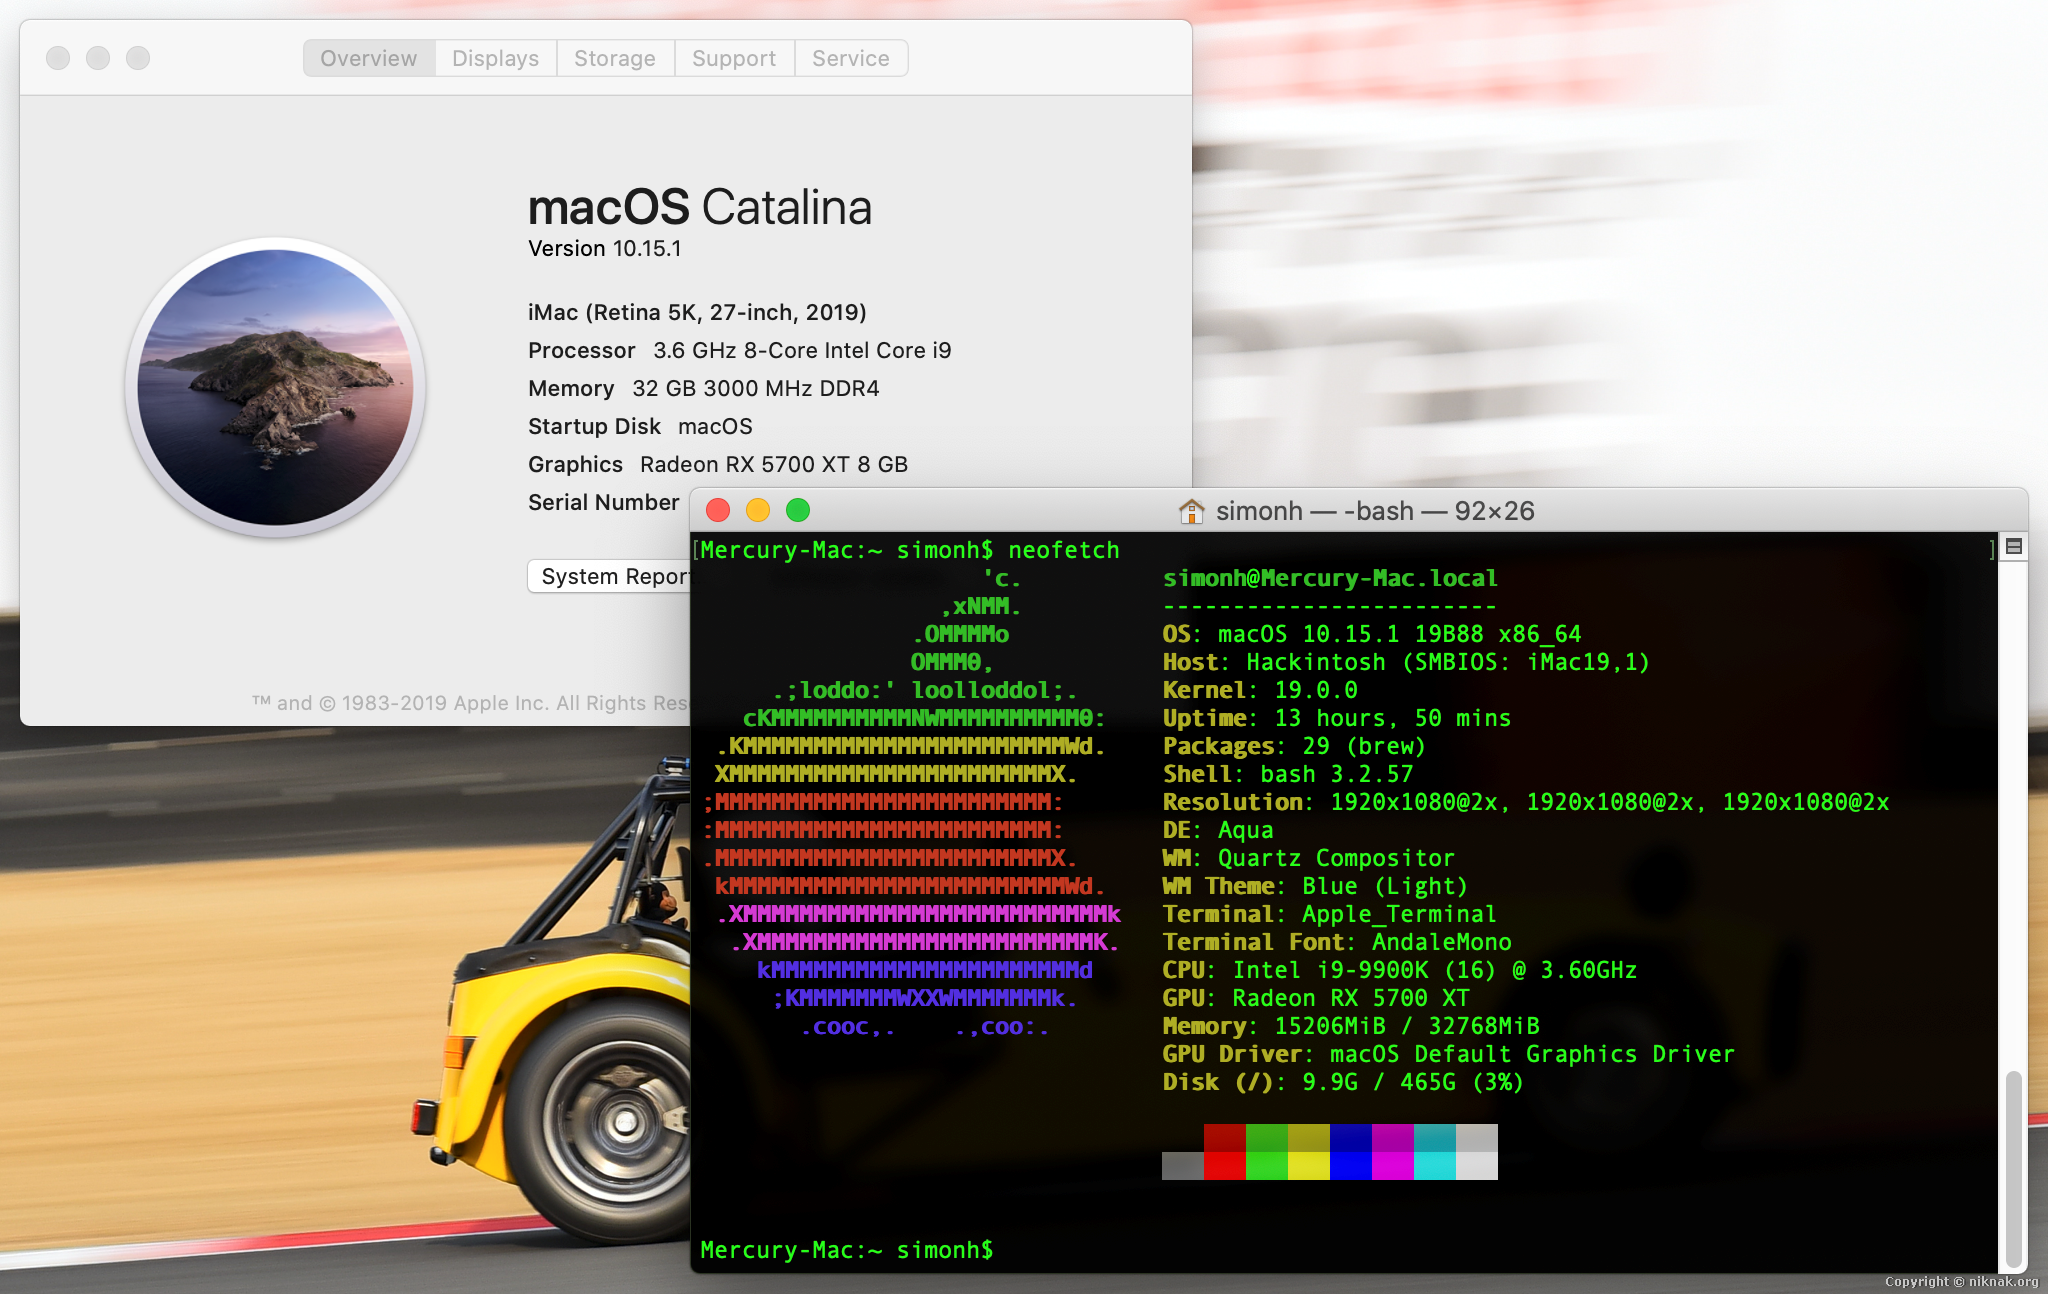 Overview Displays Storage Support Service
macOS Catalina
Version 10.15.1
iMac (Retina 5K, 27-inch, 2019)
Processor 3.6 GHz 8-Core Intel Core i9
Memory 32 GB 3000 MHz DDR4
Startup Disk macOS
Graphics Radeon RX 5700 XT 8 GB
Serial Number
System Report
™ and © 1983-2019 Apple Inc. All Rights Res
simonh — -bash — 92×26
[Mercury-Mac:~ simonh$ neofetch ]
'c. simonh@Mercury-Mac.local
,xNMM. ------------------------
.OMMMMo OS: macOS 10.15.1 19B88 x86_64
OMMM0, Host: Hackintosh (SMBIOS: iMac19,1)
.;loddo:' loolloddol;. Kernel: 19.0.0
cKMMMMMMMMMMNWMMMMMMMMMM0: Uptime: 13 hours, 50 mins
.KMMMMMMMMMMMMMMMMMMMMMMMWd. Packages: 29 (brew)
XMMMMMMMMMMMMMMMMMMMMMMMX. Shell: bash 3.2.57
;MMMMMMMMMMMMMMMMMMMMMMMM: Resolution: 1920x1080@2x, 1920x1080@2x, 1920x1080@2x
:MMMMMMMMMMMMMMMMMMMMMMMM: DE: Aqua
.MMMMMMMMMMMMMMMMMMMMMMMMX. WM: Quartz Compositor
kMMMMMMMMMMMMMMMMMMMMMMMMWd. WM Theme: Blue (Light)
.XMMMMMMMMMMMMMMMMMMMMMMMMMMk Terminal: Apple_Terminal
.XMMMMMMMMMMMMMMMMMMMMMMMMK. Terminal Font: AndaleMono
kMMMMMMMMMMMMMMMMMMMMMMd CPU: Intel i9-9900K (16) @ 3.60GHz
;KMMMMMMMWXXWMMMMMMMk. GPU: Radeon RX 5700 XT
.cooc,. .,coo:. Memory: 15206MiB / 32768MiB
GPU Driver: macOS Default Graphics Driver
Disk (/): 9.9G / 465G (3%)
Mercury-Mac:~ simonh$
Copyright © niknak.org